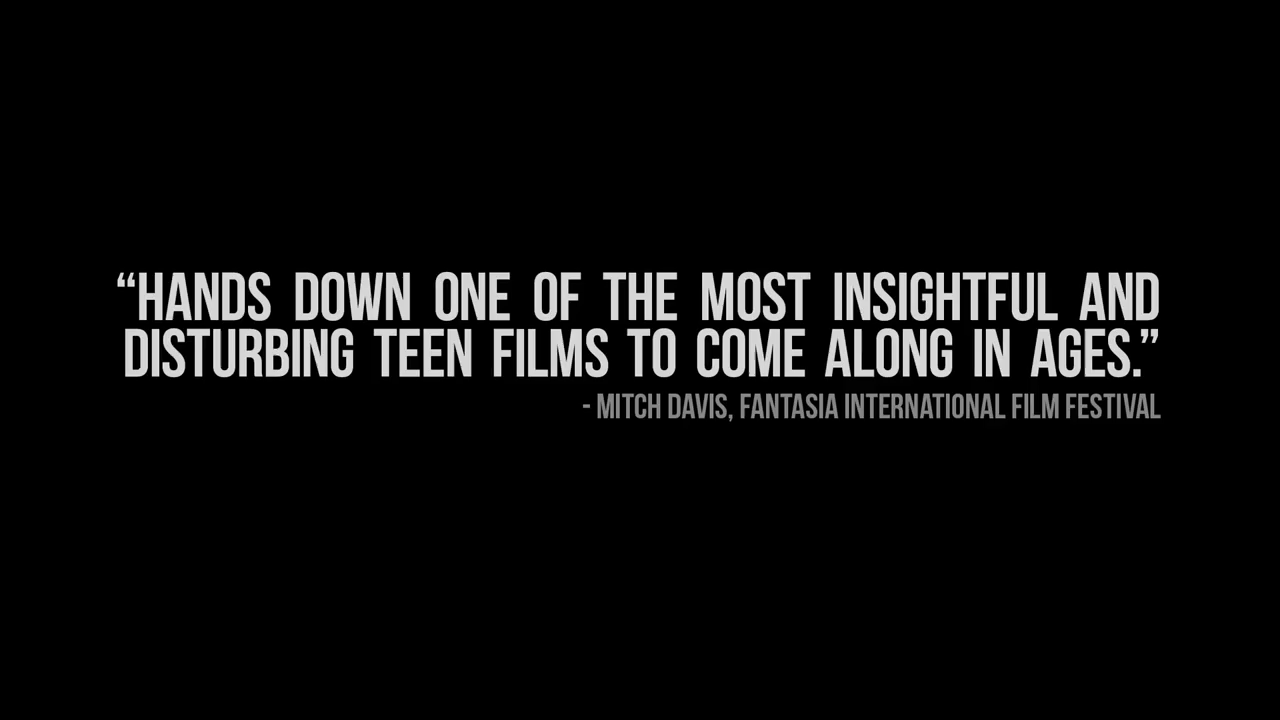 “HANDS DOWN ONE OF THE MOST INSIGHTFUL AND
DISTURBING TEEN FILMS TO COME ALONG IN AGES.”
- MITCH DAVIS, FANTASIA INTERNATIONAL FILM FESTIVAL